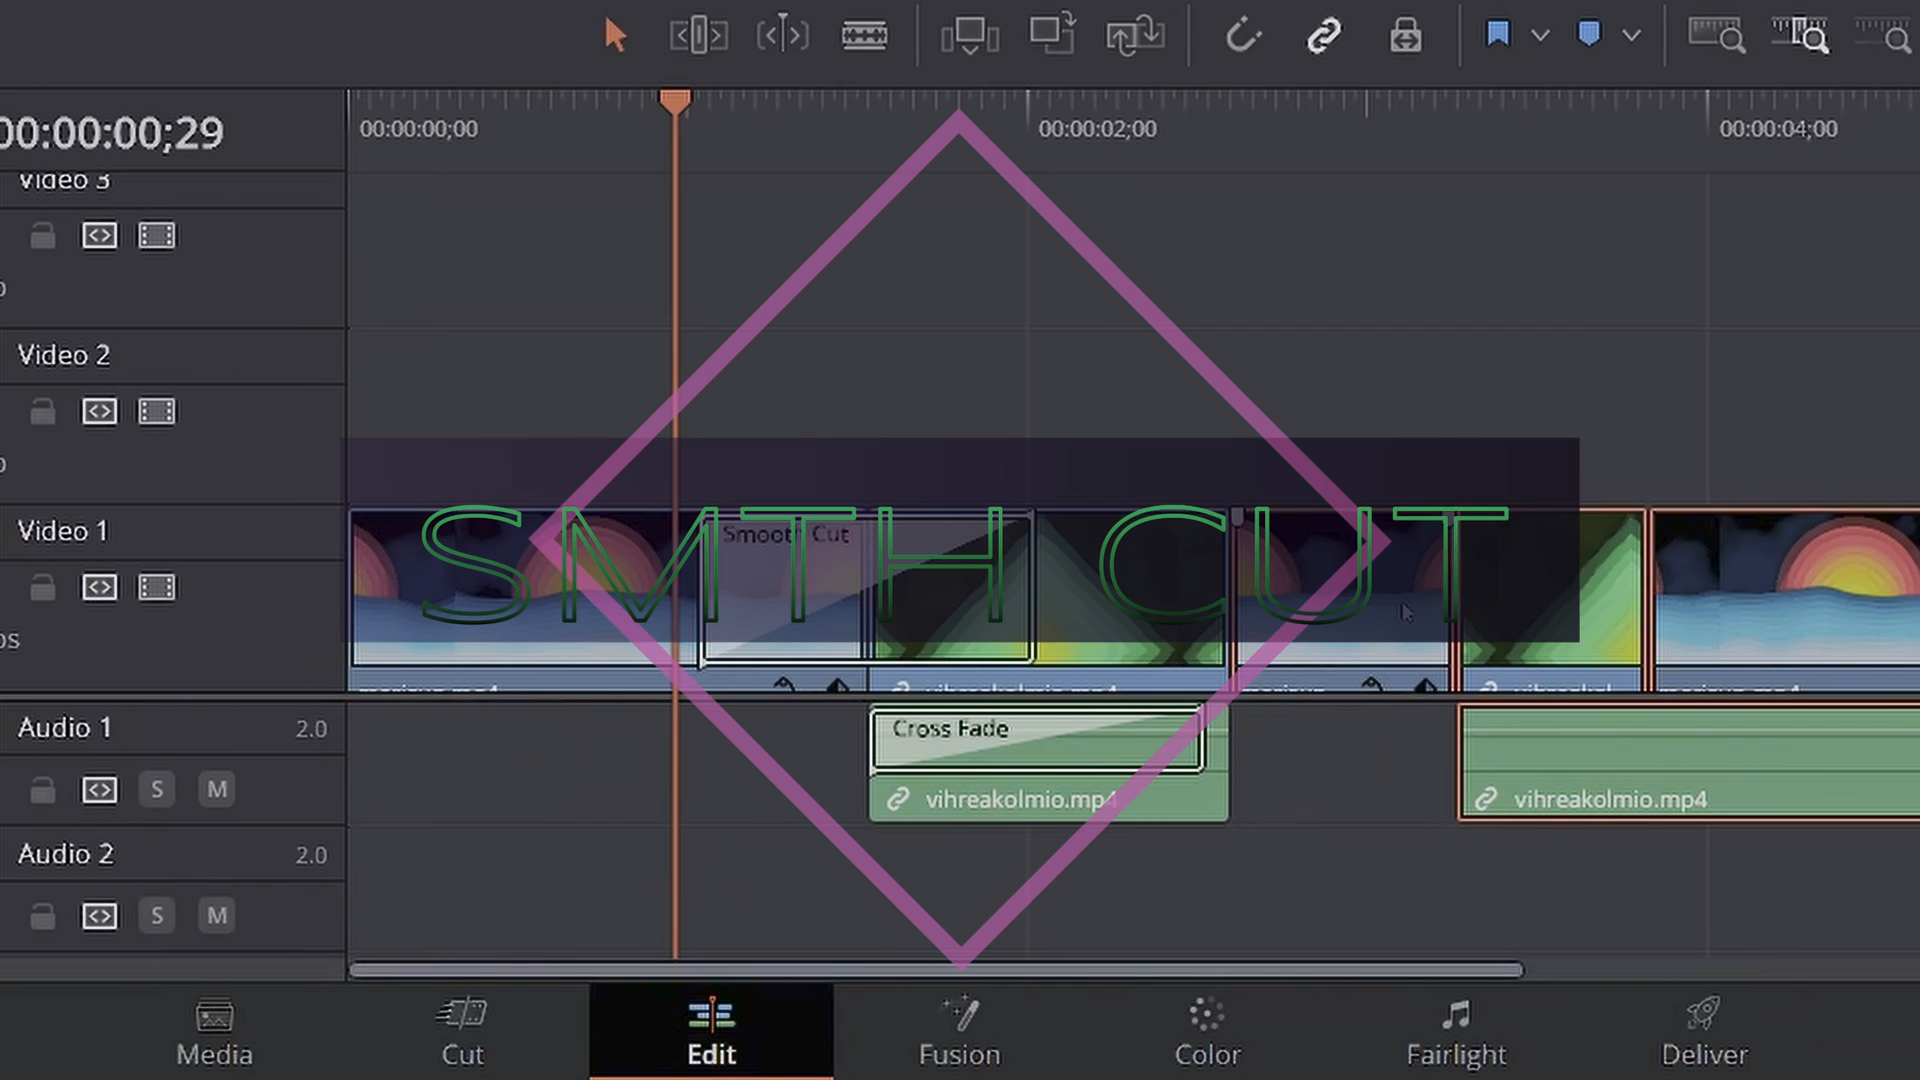 00:00:00;29
00:00:00;00
00:00:02;00
00:00:04;00
Video 3
Video 2
Video 1
SMTH CUT
Smooth Cut
vihreakolmio.mp4
Audio 1
2.0
Cross Fade
S
M
vihreakolmio.mp4
vihreakolmio.mp4
Audio 2
2.0
S
M
Media
Cut
Edit
Fusion
Color
Fairlight
Deliver